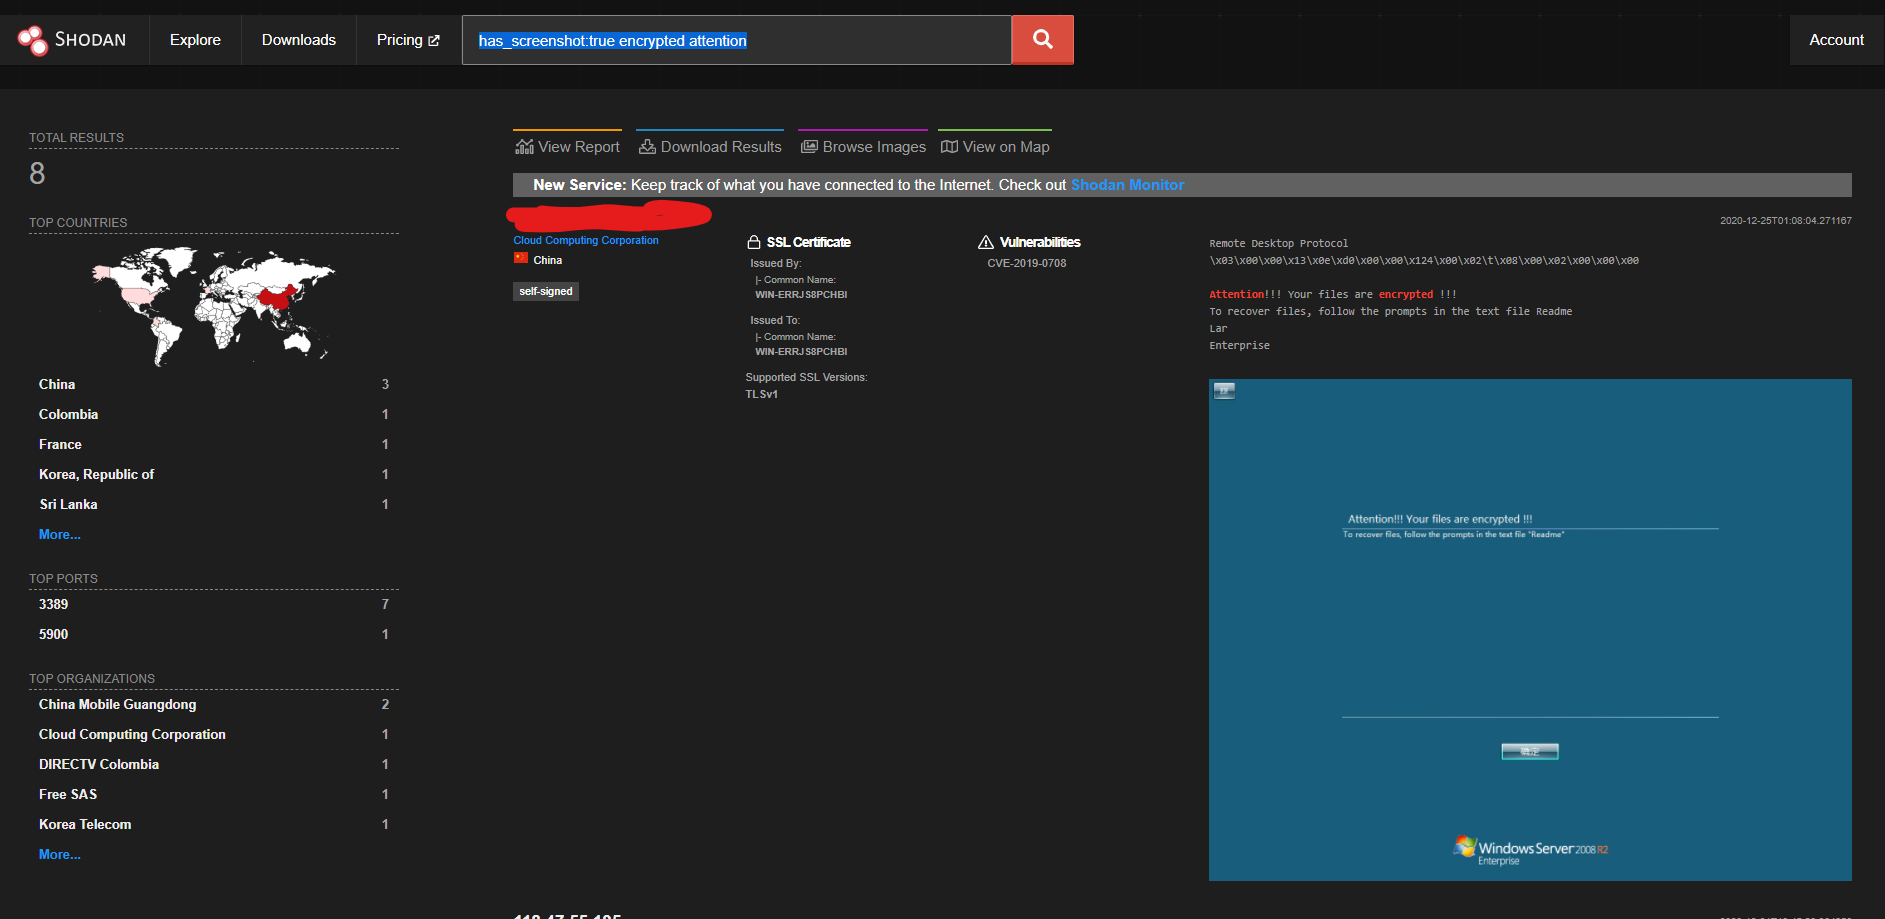 SHODAN
Explore
Downloads
Pricing
has_screenshot:true encrypted attention
Account
TOTAL RESULTS
8
TOP COUNTRIES
China 3
Colombia 1
France 1
Korea, Republic of 1
Sri Lanka 1
More...
TOP PORTS
3389 7
5900 1
TOP ORGANIZATIONS
China Mobile Guangdong 2
Cloud Computing Corporation 1
DIRECTV Colombia 1
Free SAS 1
Korea Telecom 1
More...
View Report
Download Results
Browse Images
View on Map
New Service: Keep track of what you have connected to the Internet. Check out Shodan Monitor
2020-12-25T01:08:04.271167
Cloud Computing Corporation
China
self-signed
SSL Certificate
Issued By:
|- Common Name:
WIN-ERRJS8PCHBI
Issued To:
|- Common Name:
WIN-ERRJS8PCHBI
Supported SSL Versions:
TLSv1
Vulnerabilities
CVE-2019-0708
Remote Desktop Protocol
\x03\x00\x00\x13\x0e\xd0\x00\x00\x124\x00\x02\t\x08\x00\x02\x00\x00\x00
Attention!!! Your files are encrypted !!!
To recover files, follow the prompts in the text file Readme
Lar
Enterprise
Attention!!! Your files are encrypted !!!
To recover files, follow the prompts in the text file "Readme"
确定
Windows Server 2008 R2
Enterprise